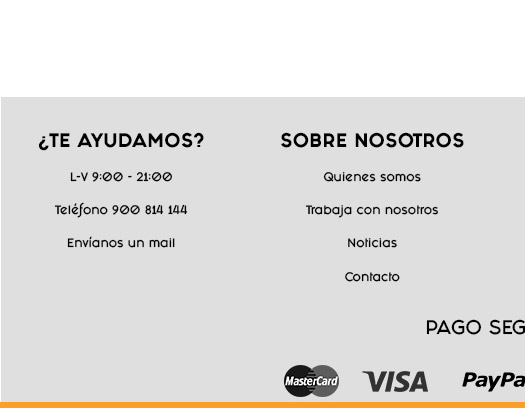 ¿TE AYUDAMOS?
L-V 9:00 - 21:00
Teléfono 900 814 144
Envíanos un mail
SOBRE NOSOTROS
Quienes somos
Trabaja con nosotros
Noticias
Contacto
PAGO SEG
MasterCard VISA PayPa